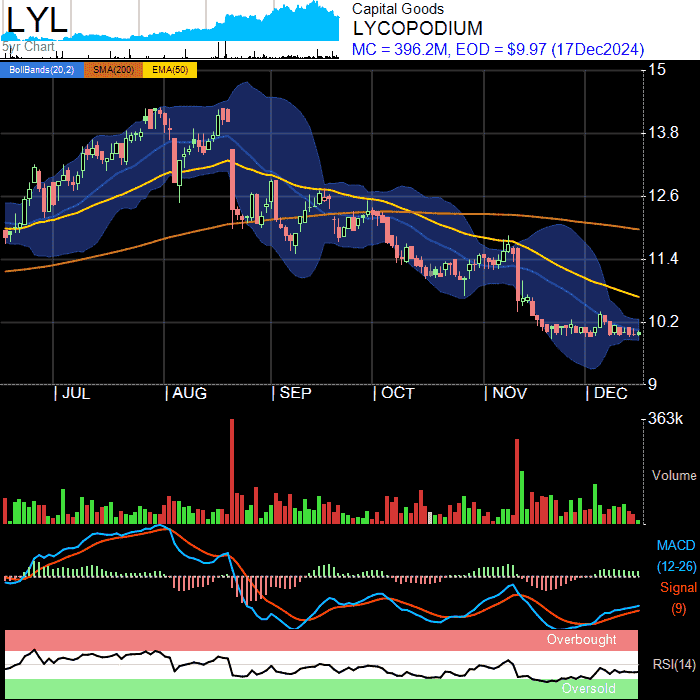 LYL
5yr Chart
Capital Goods
LYCOPODIUM
MC = 396.2M, EOD = $9.97 (17Dec2024)
BollBands(20,2) SMA(200) EMA(50)
15
13.8
12.6
11.4
10.2
9
JUL AUG SEP OCT NOV DEC
363k
Volume
MACD
(12-26)
Signal
(9)
Overbought
RSI(14)
Oversold